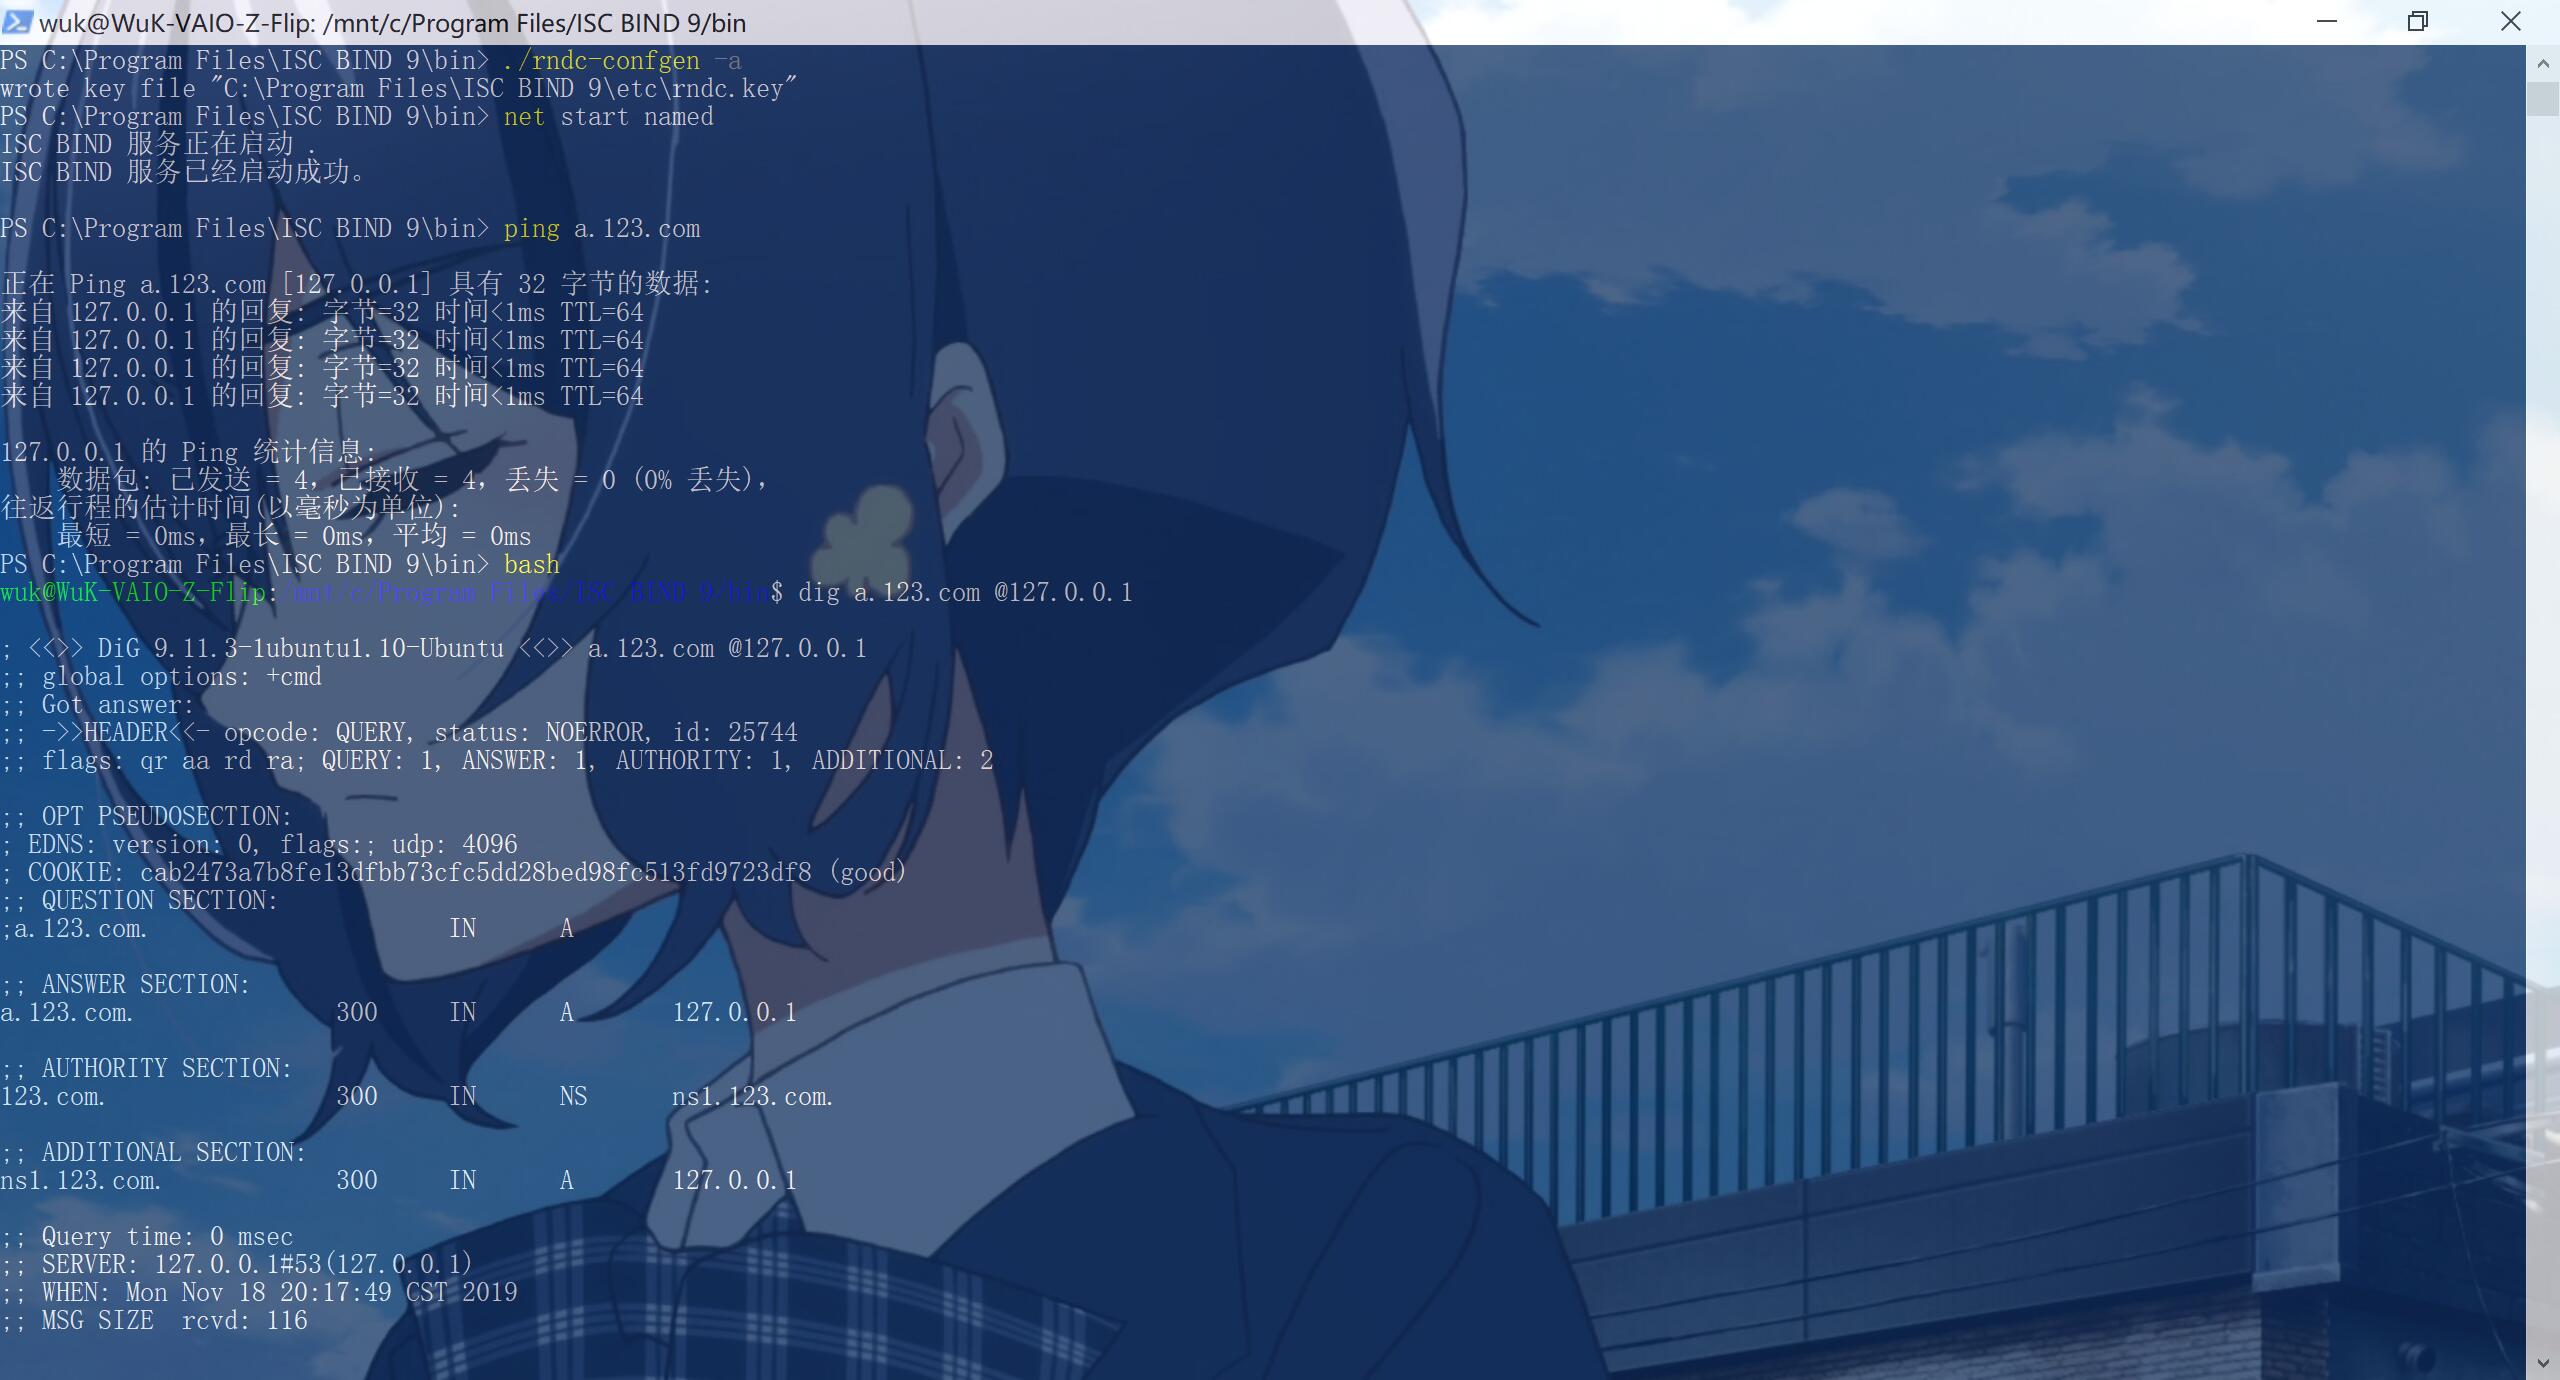 wuk@WuK-VAIO-Z-Flip: /mnt/c/Program Files/ISC BIND 9/bin
PS C:\Program Files\ISC BIND 9\bin> ./rndc-confgen -a
wrote key file "C:\Program Files\ISC BIND 9\etc\rndc.key"
PS C:\Program Files\ISC BIND 9\bin> net start named
ISC BIND 服务正在启动 .
ISC BIND 服务已经启动成功。
PS C:\Program Files\ISC BIND 9\bin> ping a.123.com
正在 Ping a.123.com [127.0.0.1] 具有 32 字节的数据:
来自 127.0.0.1 的回复: 字节=32 时间<1ms TTL=64
来自 127.0.0.1 的回复: 字节=32 时间<1ms TTL=64
来自 127.0.0.1 的回复: 字节=32 时间<1ms TTL=64
来自 127.0.0.1 的回复: 字节=32 时间<1ms TTL=64
127.0.0.1 的 Ping 统计信息:
数据包: 已发送 = 4，已接收 = 4，丢失 = 0 (0% 丢失)，
往返行程的估计时间(以毫秒为单位):
最短 = 0ms，最长 = 0ms，平均 = 0ms
PS C:\Program Files\ISC BIND 9\bin> bash
wuk@WuK-VAIO-Z-Flip:/mnt/c/Program Files/ISC BIND 9/bin$ dig a.123.com @127.0.0.1
; <<>> DiG 9.11.3-1ubuntu1.10-Ubuntu <<>> a.123.com @127.0.0.1
;; global options: +cmd
;; Got answer:
;; ->>HEADER<<- opcode: QUERY, status: NOERROR, id: 25744
;; flags: qr aa rd ra; QUERY: 1, ANSWER: 1, AUTHORITY: 1, ADDITIONAL: 2
;; OPT PSEUDOSECTION:
; EDNS: version: 0, flags:; udp: 4096
; COOKIE: cab2473a7b8fe13dfbb73cfc5dd28bed98fc513fd9723df8 (good)
;; QUESTION SECTION:
;a.123.com. IN A
;; ANSWER SECTION:
a.123.com. 300 IN A 127.0.0.1
;; AUTHORITY SECTION:
123.com. 300 IN NS ns1.123.com.
;; ADDITIONAL SECTION:
ns1.123.com. 300 IN A 127.0.0.1
;; Query time: 0 msec
;; SERVER: 127.0.0.1#53(127.0.0.1)
;; WHEN: Mon Nov 18 20:17:49 CST 2019
;; MSG SIZE  rcvd: 116